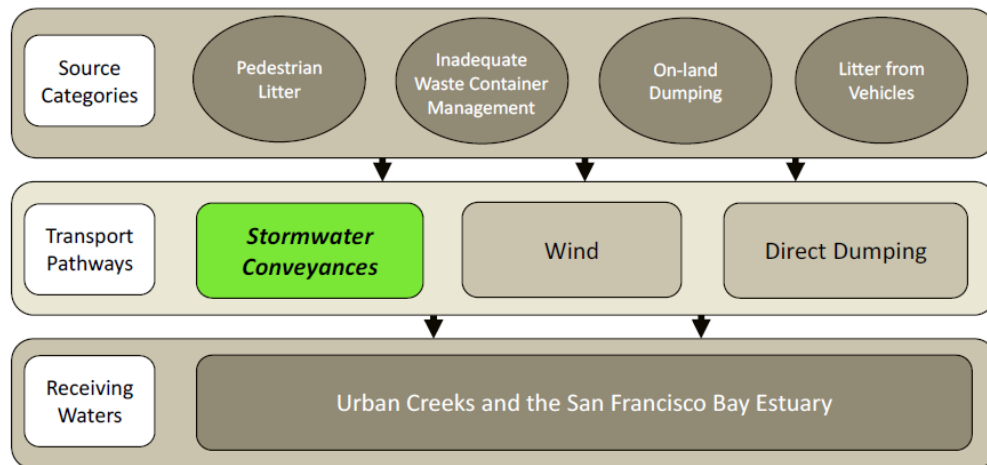 Source
Categories
Pedestrian
Litter
Inadequate
Waste Container
Management
On-land
Dumping
Litter from
Vehicles
Transport
Pathways
Stormwater
Conveyances
Wind
Direct Dumping
Receiving
Waters
Urban Creeks and the San Francisco Bay Estuary